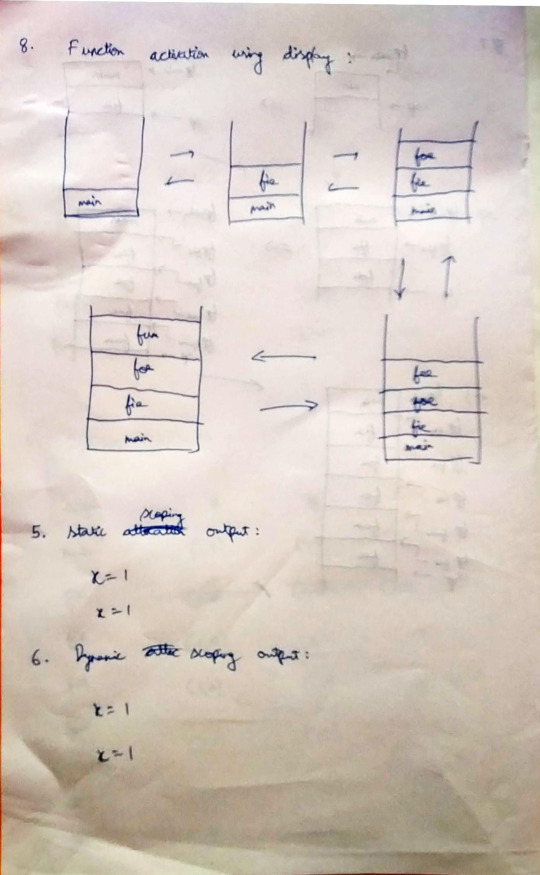 8. Function activation using display:
main
fie
main
foe
fie
main
fun
foe
fie
main
fee
foe
fie
main
5. Static scoping output:
x = 1
x = 1
6. Dynamic scoping output:
x = 1
x = 1